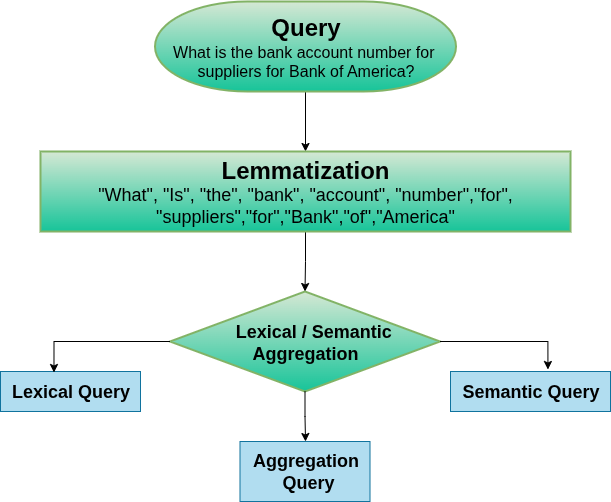 Query
What is the bank account number for
suppliers for Bank of America?
Lemmatization
"What", "Is", "the", "bank", "account", "number","for",
"suppliers","for","Bank","of","America"
Lexical / Semantic
Aggregation
Lexical Query
Semantic Query
Aggregation
Query